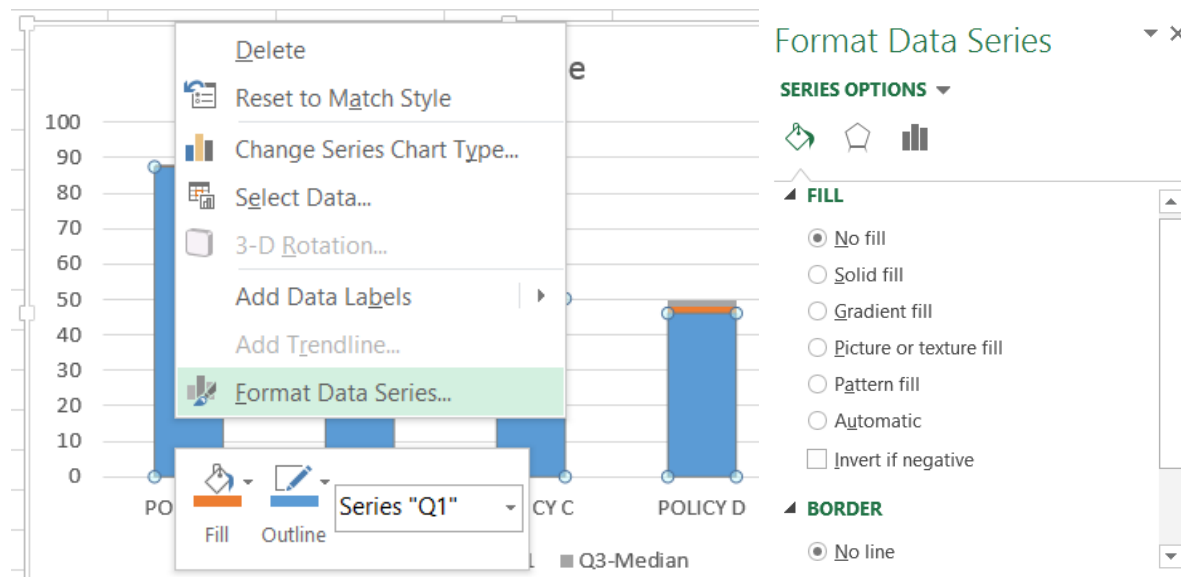 Delete
e
Reset to Match Style
Change Series Chart Type...
Select Data...
3-D Rotation...
Add Data Labels
Add Trendline...
Format Data Series...
100
90
80
70
60
50
40
30
20
10
0
PO
CY C
POLICY D
Fill
Outline
Series "Q1"
1
Q3-Median
Format Data Series
SERIES OPTIONS
FILL
No fill
Solid fill
Gradient fill
Picture or texture fill
Pattern fill
Automatic
Invert if negative
BORDER
No line